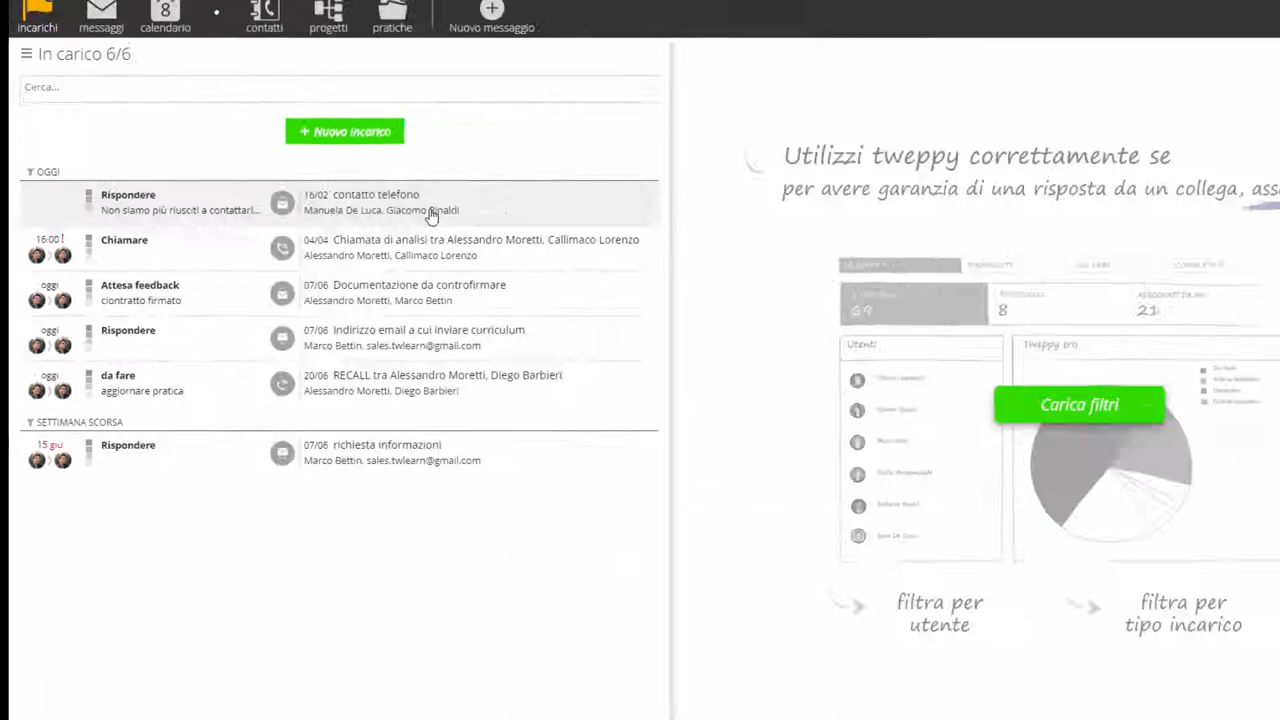 incarichi messaggi calendario contatti progetti pratiche Nuovo messaggio
8
In carico 6/6
Cerca...
+ Nuovo incarico
OGGI
Rispondere 16/02 contatto telefono
Non siamo più riusciti a contattarl... Manuela De Luca, Giacomo Rinaldi
16:00 ! Chiamare 04/04 Chiamata di analisi tra Alessandro Moretti, Callimaco Lorenzo
Alessandro Moretti, Callimaco Lorenzo
oggi Attesa feedback 07/06 Documentazione da controfirmare
ciontratto firmato Alessandro Moretti, Marco Bettin
oggi Rispondere 07/06 Indirizzo email a cui inviare curriculum
Marco Bettin, sales.twlearn@gmail.com
oggi da fare 20/06 RECALL tra Alessandro Moretti, Diego Barbieri
aggiornare pratica Alessandro Moretti, Diego Barbieri
SETTIMANA SCORSA
15 giu Rispondere 07/06 richiesta informazioni
Marco Bettin, sales.twlearn@gmail.com
Utilizzi tweppy correttamente se
per avere garanzia di una risposta da un collega, ass
69 8 21
Utenti
Carica filtri
filtra per
utente
filtra per
tipo incarico